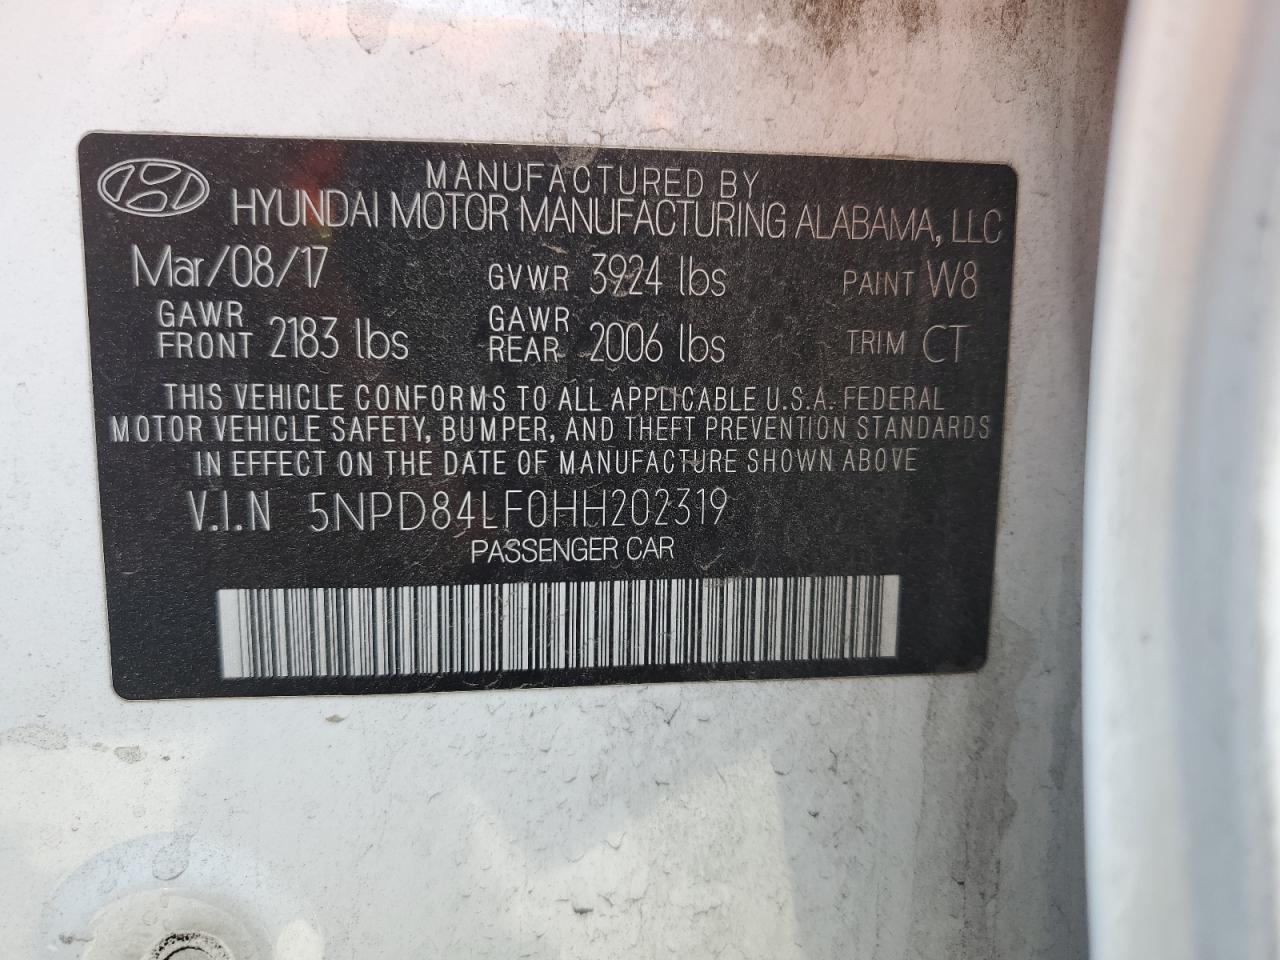 MANUFACTURED BY
HYUNDAI MOTOR MANUFACTURING ALABAMA, LLC
Mar/08/17 GVWR 3924 lbs PAINT W8
GAWR FRONT 2183 lbs GAWR REAR 2006 lbs TRIM CT
THIS VEHICLE CONFORMS TO ALL APPLICABLE U.S.A. FEDERAL
MOTOR VEHICLE SAFETY, BUMPER, AND THEFT PREVENTION STANDARDS
IN EFFECT ON THE DATE OF MANUFACTURE SHOWN ABOVE
V.I.N 5NPD84LF0HH202319
PASSENGER CAR